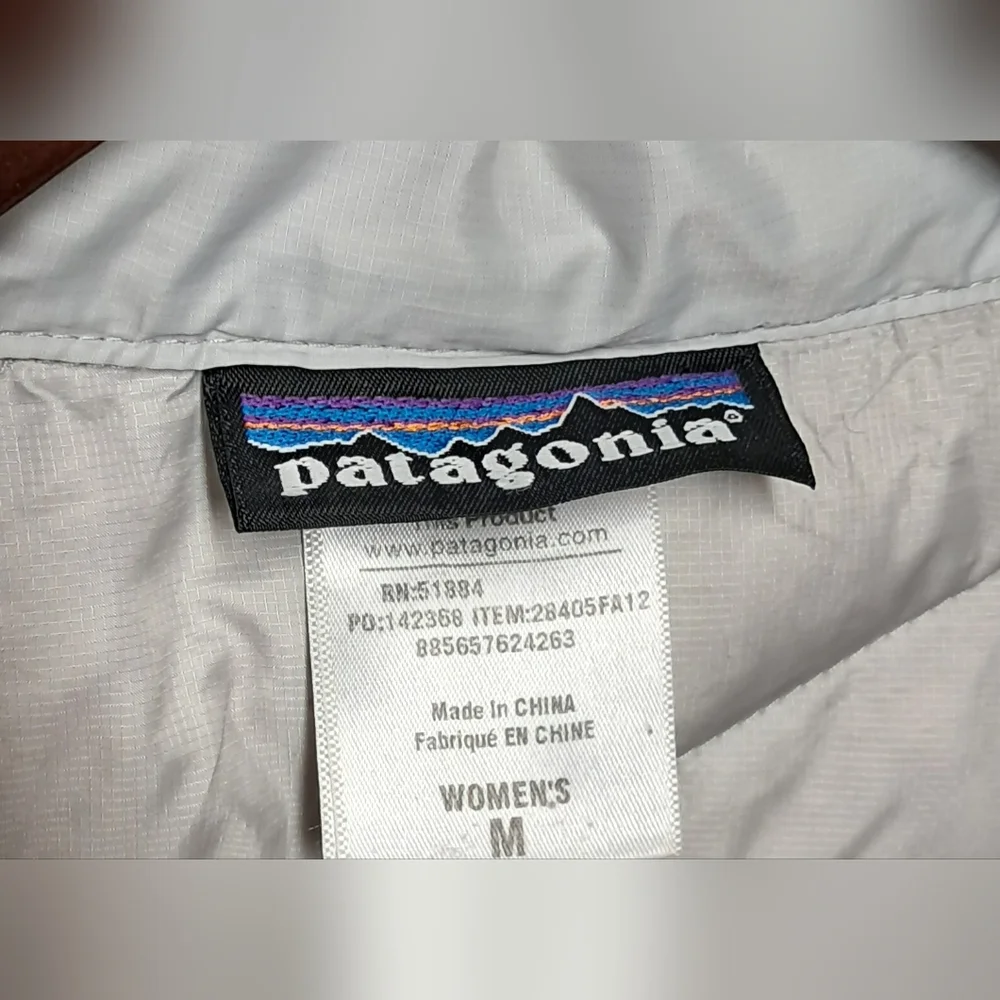 patagonia®
This Product
www.patagonia.com
RN:51884
PO:142368 ITEM:28405FA12
885657624263
Made In CHINA
Fabriqué EN CHINE
WOMEN'S
M